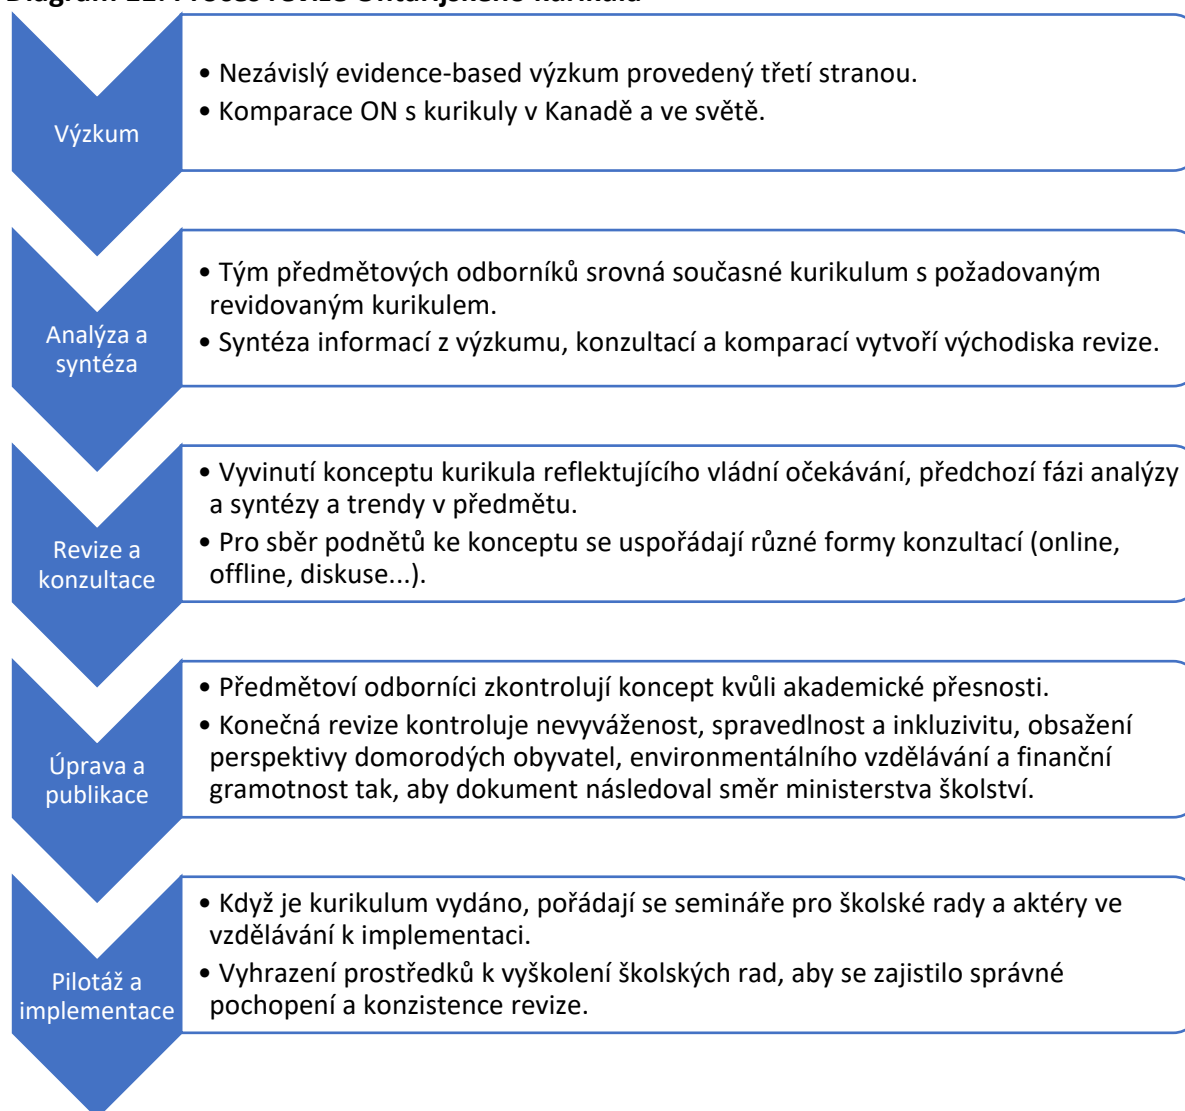 Diagram 11: Proces revize Ontarijského kurikula
Výzkum
• Nezávislý evidence-based výzkum provedený třetí stranou.
• Komparace ON s kurikuly v Kanadě a ve světě.
Analýza a
syntéza
• Tým předmětových odborníků srovná současné kurikulum s požadovaným
revidovaným kurikulem.
• Syntéza informací z výzkumu, konzultací a komparací vytvoří východiska revize.
Revize a
konzultace
• Vyvinutí konceptu kurikula reflektujícího vládní očekávání, předchozí fázi analýzy
a syntézy a trendy v předmětu.
• Pro sběr podnětů ke konceptu se uspořádají různé formy konzultací (online,
offline, diskuse...).
Úprava a
publikace
• Předmětoví odborníci zkontrolují koncept kvůli akademické přesnosti.
• Konečná revize kontroluje nevyváženost, spravedlnost a inkluzivitu, obsažení
perspektivy domorodých obyvatel, environmentálního vzdělávání a finanční
gramotnost tak, aby dokument následoval směr ministerstva školství.
Pilotáž a
implementace
• Když je kurikulum vydáno, pořádají se semináře pro školské rady a aktéry ve
vzdělávání k implementaci.
• Vyhrazení prostředků k vyškolení školských rad, aby se zajistilo správné
pochopení a konzistence revize.